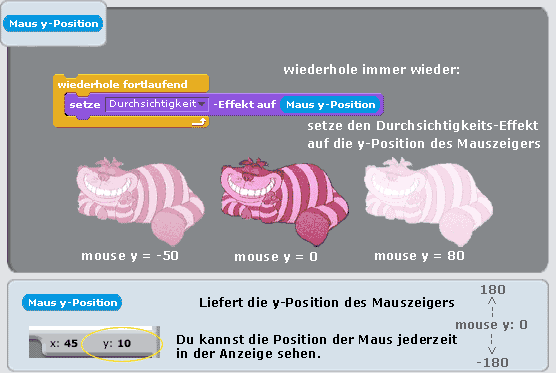 Maus y-Position
wiederhole immer wieder:
wiederhole fortlaufend
setze Durchsichtigkeit -Effekt auf Maus y-Position
setze den Durchsichtigkeits-Effekt
auf die y-Position des Mauszeigers
mouse y = -50
mouse y = 0
mouse y = 80
Maus y-Position
Liefert die y-Position des Mauszeigers
x: 45 y: 10
Du kannst die Position der Maus jederzeit
in der Anzeige sehen.
180
mouse y: 0
-180